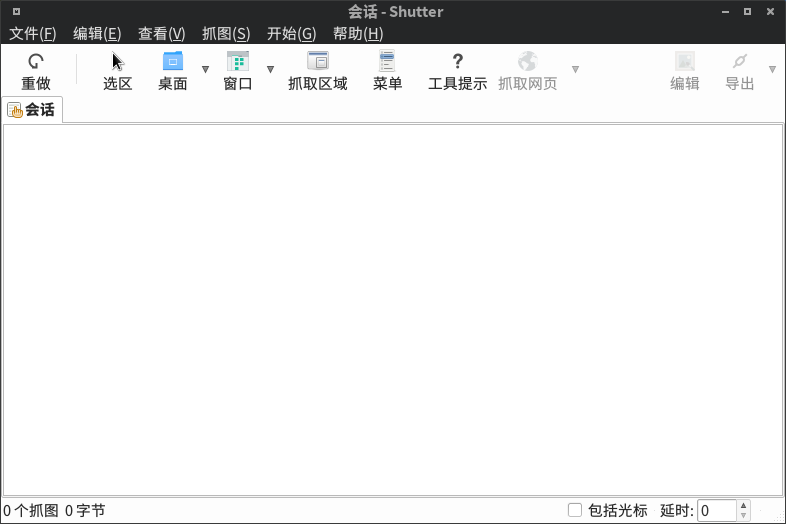 会话 - Shutter
文件(F) 编辑(E) 查看(V) 抓图(S) 开始(G) 帮助(H)
重做 选区 桌面 窗口 抓取区域 菜单 工具提示 抓取网页 编辑 导出
会话
0 个抓图 0 字节 包括光标 延时: 0